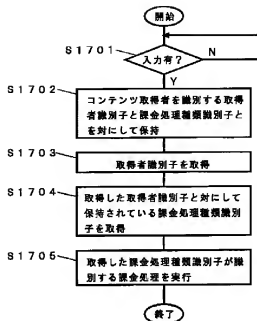 開始
S1701
入力有?
N
Y
S1702
コンテンツ取得者を識別する取得
者識別子と課金処理種類識別子と
を対にして保持
S1703
取得者識別子を取得
S1704
取得した取得者識別子と対にして
保持されている課金処理種類識別
子を取得
S1705
取得した課金処理種類識別子が識
別する課金処理を実行
終了